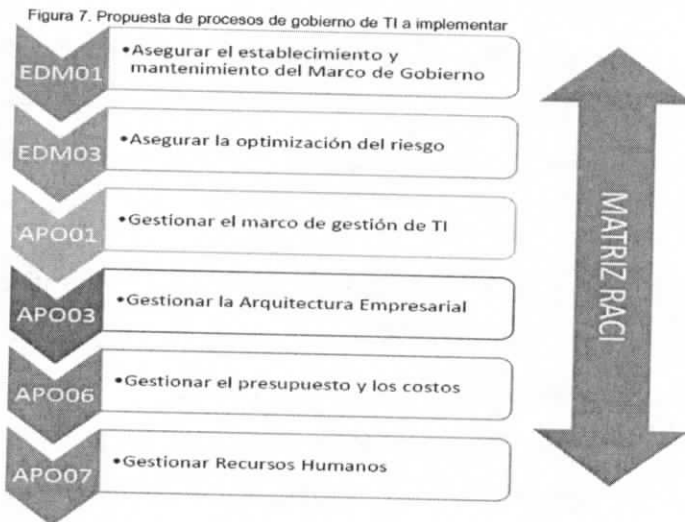 Figura 7. Propuesta de procesos de gobierno de TI a implementar
EDM01
•Asegurar el establecimiento y
mantenimiento del Marco de Gobierno
EDM03
•Asegurar la optimización del riesgo
APO01
•Gestionar el marco de gestión de TI
APO03
•Gestionar la Arquitectura Empresarial
APO06
•Gestionar el presupuesto y los costos
APO07
•Gestionar Recursos Humanos
MATRIZ RACI